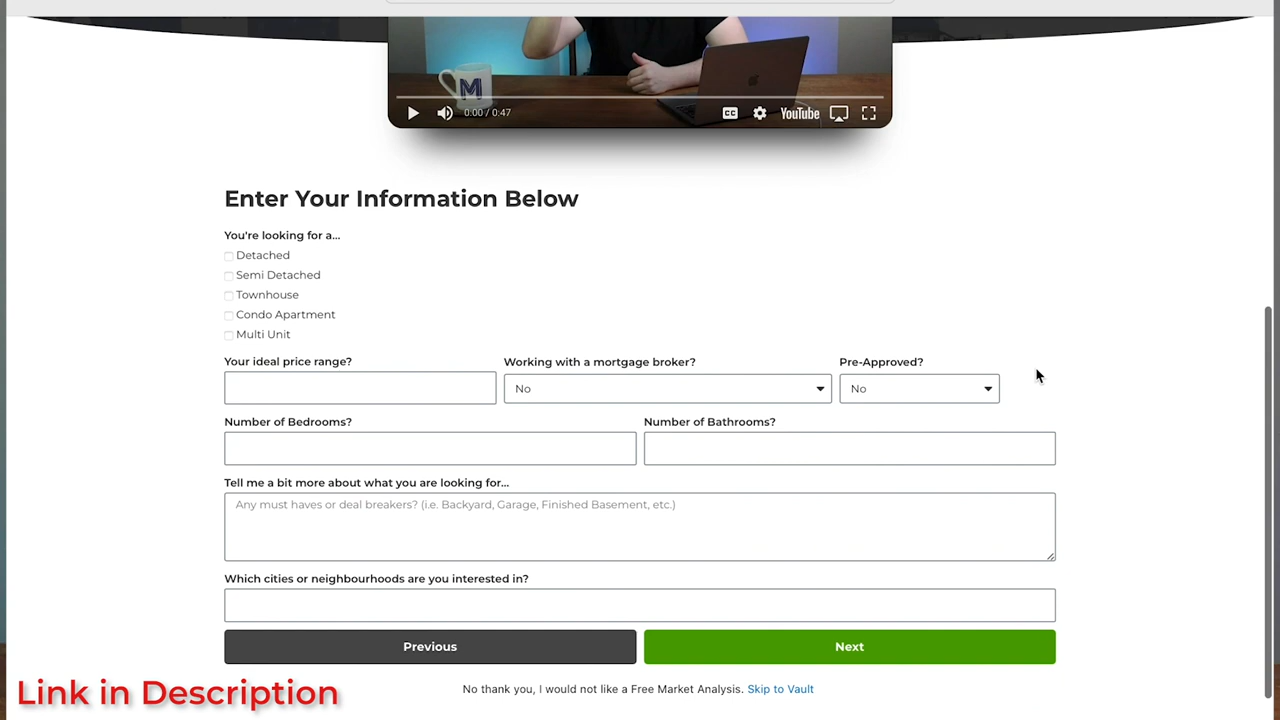 M
0:00 / 0:47
CC
YouTube
Enter Your Information Below
You're looking for a...
Detached
Semi Detached
Townhouse
Condo Apartment
Multi Unit
Your ideal price range? Working with a mortgage broker? Pre-Approved?
No No
Number of Bedrooms? Number of Bathrooms?
Tell me a bit more about what you are looking for...
Any must haves or deal breakers? (i.e. Backyard, Garage, Finished Basement, etc.)
Which cities or neighbourhoods are you interested in?
Previous Next
No thank you, I would not like a Free Market Analysis. Skip to Vault
Link in Description